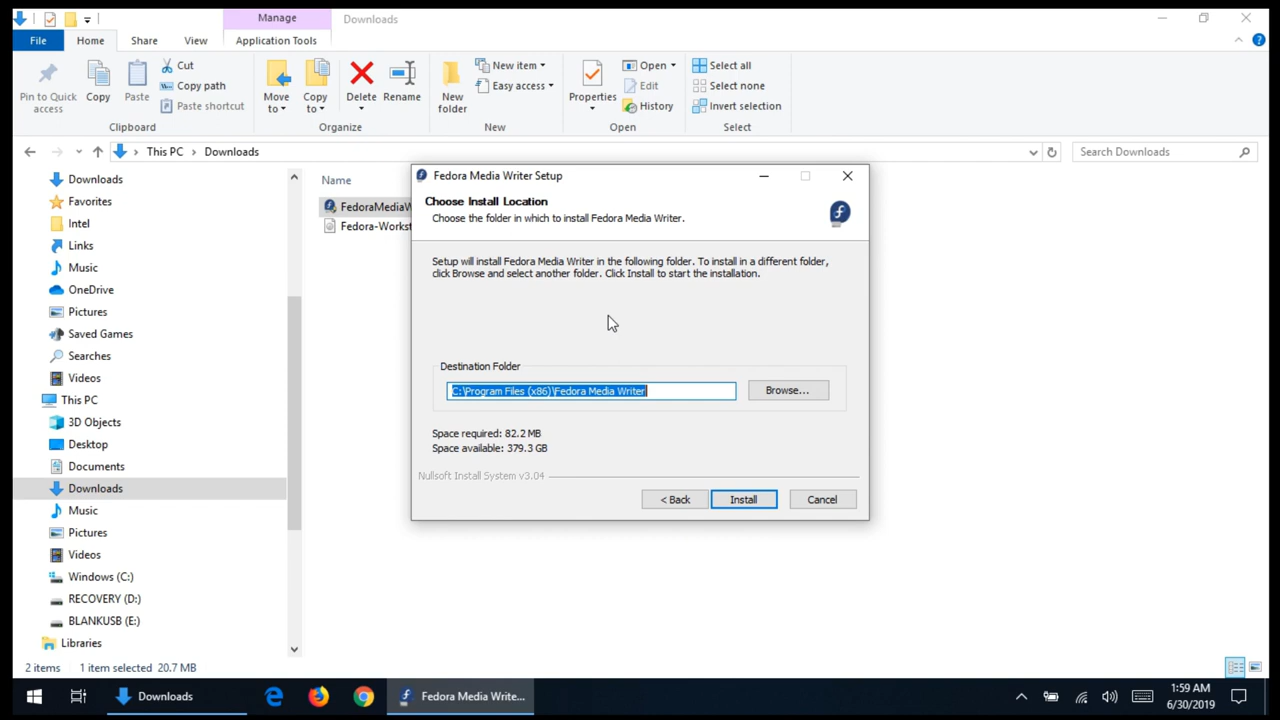 Manage
Downloads
File
Home
Share
View
Application Tools
Pin to Quick
access
Copy
Paste
Cut
Copy path
Paste shortcut
Clipboard
Move
to
Copy
to
Delete
Rename
Organize
New
folder
New item
Easy access
New
Properties
Open
Edit
History
Open
Select all
Select none
Invert selection
Select
This PC > Downloads
Search Downloads
Downloads
Favorites
Intel
Links
Music
OneDrive
Pictures
Saved Games
Searches
Videos
This PC
3D Objects
Desktop
Documents
Downloads
Music
Pictures
Videos
Windows (C:)
RECOVERY (D:)
BLANKUSB (E:)
Libraries
Name
FedoraMediaW
Fedora-Workst
Fedora Media Writer Setup
Choose Install Location
Choose the folder in which to install Fedora Media Writer.
Setup will install Fedora Media Writer in the following folder. To install in a different folder,
click Browse and select another folder. Click Install to start the installation.
Destination Folder
C:\Program Files (x86)\Fedora Media Writer
Browse...
Space required: 82.2 MB
Space available: 379.3 GB
Nullsoft Install System v3.04
< Back
Install
Cancel
2 items
1 item selected 20.7 MB
Downloads
Fedora Media Write...
1:59 AM
6/30/2019